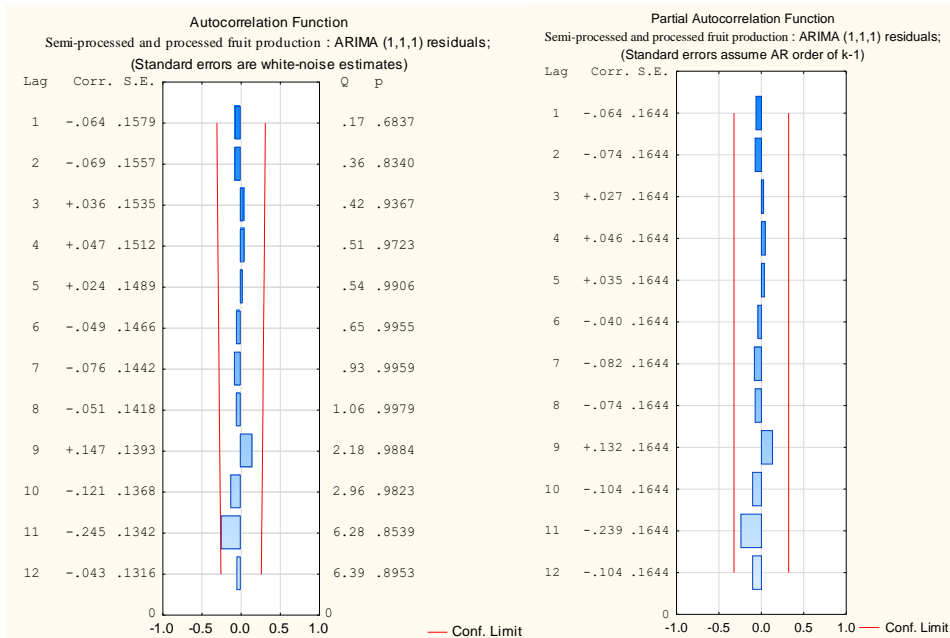 Autocorrelation Function
Semi-processed and processed fruit production : ARIMA (1,1,1) residuals;
(Standard errors are white-noise estimates)
Lag Corr. S.E. Q p
1 -.064 .1579 .17 .6837
2 -.069 .1557 .36 .8340
3 +.036 .1535 .42 .9367
4 +.047 .1512 .51 .9723
5 +.024 .1489 .54 .9906
6 -.049 .1466 .65 .9955
7 -.076 .1442 .93 .9959
8 -.051 .1418 1.06 .9979
9 +.147 .1393 2.18 .9884
10 -.121 .1368 2.96 .9823
11 -.245 .1342 6.28 .8539
12 -.043 .1316 6.39 .8953
0 0
-1.0 -0.5 0.0 0.5 1.0
Conf. Limit
Partial Autocorrelation Function
Semi-processed and processed fruit production : ARIMA (1,1,1) residuals;
(Standard errors assume AR order of k-1)
Lag Corr. S.E.
1 -.064 .1644
2 -.074 .1644
3 +.027 .1644
4 +.046 .1644
5 +.035 .1644
6 -.040 .1644
7 -.082 .1644
8 -.074 .1644
9 +.132 .1644
10 -.104 .1644
11 -.239 .1644
12 -.104 .1644
0
-1.0 -0.5 0.0 0.5 1.0
Conf. Limit